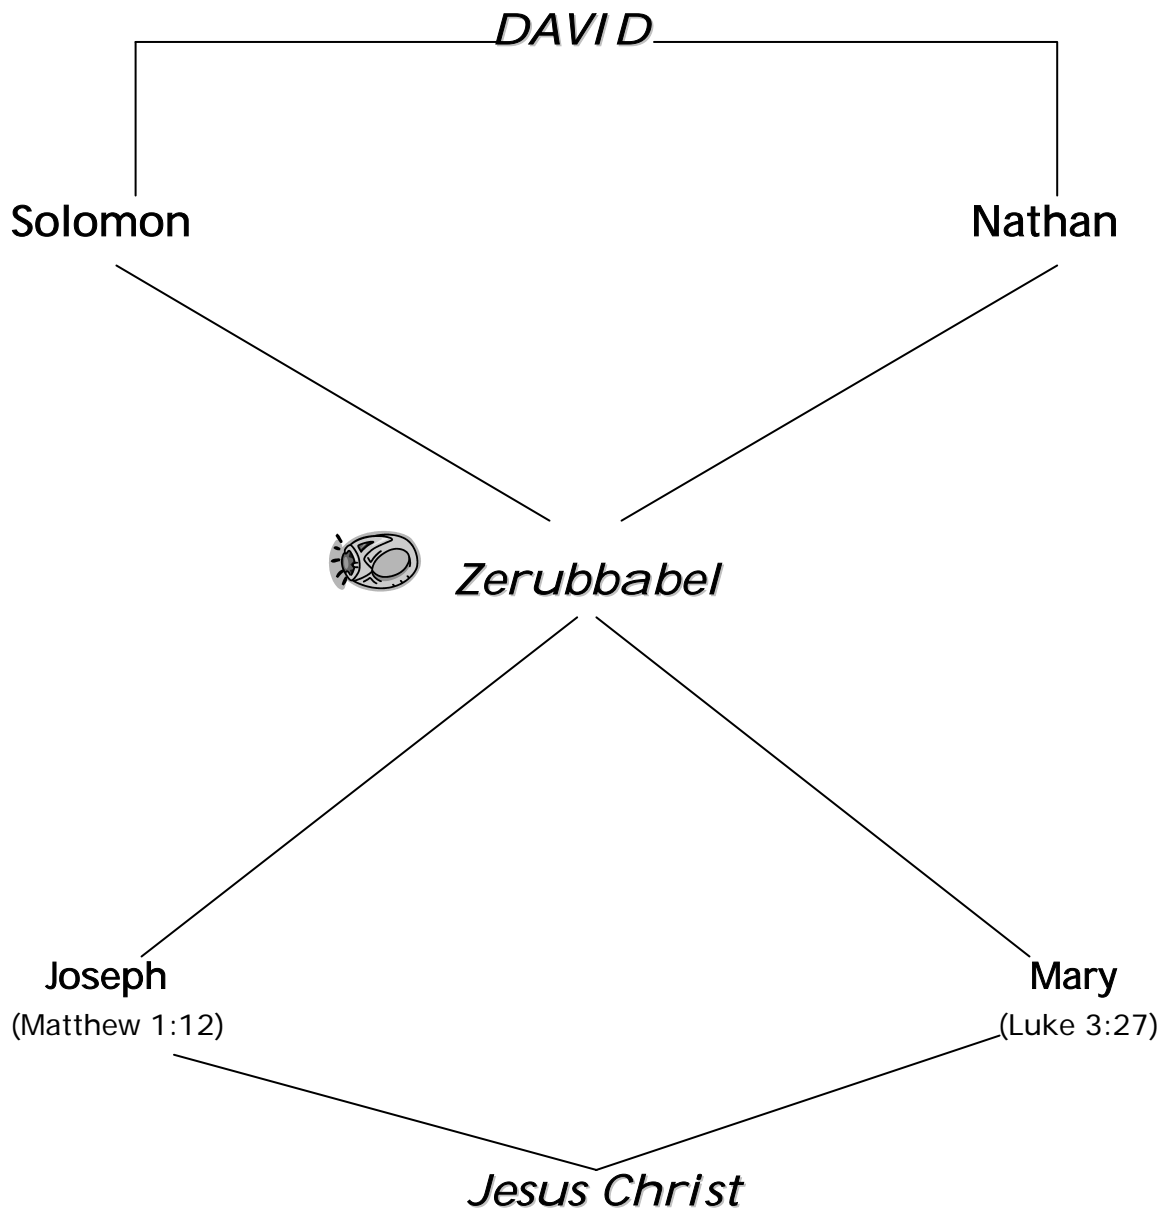 DAVID
Solomon Nathan
Zerubbabel
Joseph Mary
(Matthew 1:12) (Luke 3:27)
Jesus Christ